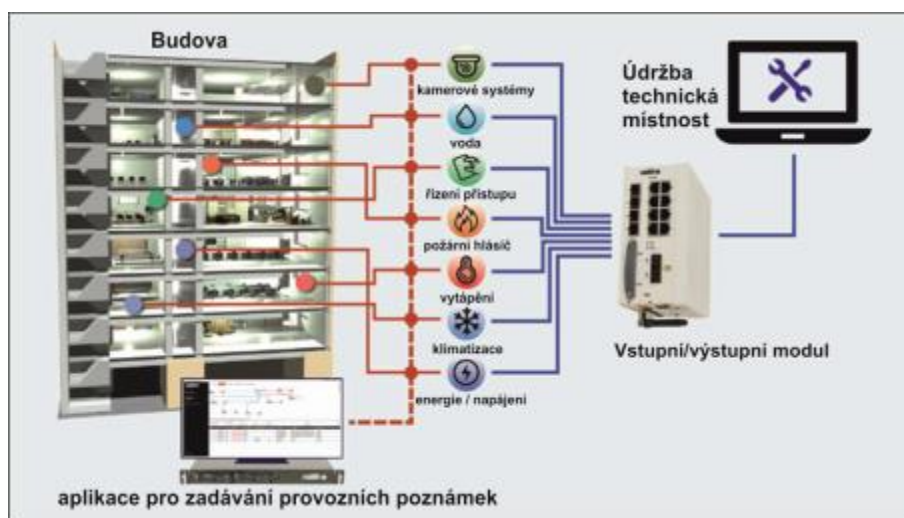 Budova
kamerové systémy
voda
řízení přístupu
požární hlásič
vytápění
klimatizace
energie / napájení
Údržba
technická
místnost
Vstupní/výstupní modul
aplikace pro zadávání provozních poznámek